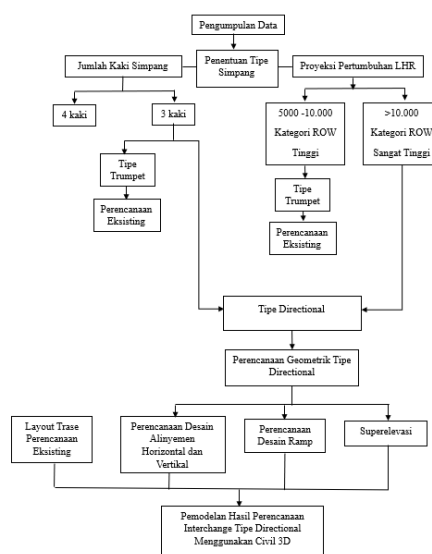 Pengumpulan Data
Jumlah Kaki Simpang
Penentuan Tipe
Simpang
Proyeksi Pertumbuhan LHR
4 kaki
3 kaki
5000 -10.000
Kategori ROW
Tinggi
>10.000
Kategori ROW
Sangat Tinggi
Tipe
Trumpet
Perencanaan
Eksisting
Tipe
Trumpet
Perencanaan
Eksisting
Tipe Directional
Perencanaan Geometrik Tipe
Directional
Layout Trase
Perencanaan
Eksisting
Perencanaan Desain
Alinyemen
Horizontal dan
Vertikal
Perencanaan
Desain Ramp
Superelevasi
Pemodelan Hasil Perencanaan
Interchange Tipe Directional
Menggunakan Civil 3D